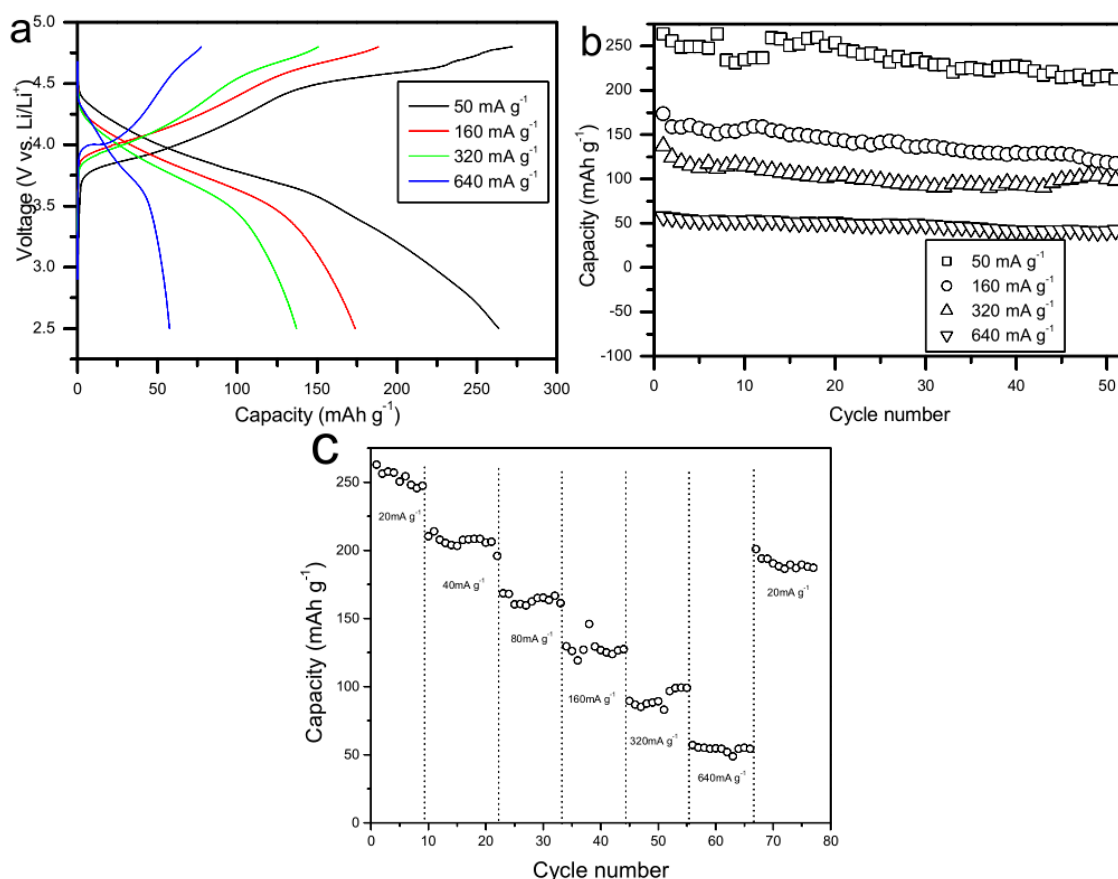 a
5.0
4.5
4.0
3.5
3.0
2.5
Voltage (V vs. Li/Li⁺)
50 mA g⁻¹
160 mA g⁻¹
320 mA g⁻¹
640 mA g⁻¹
0 50 100 150 200 250 300
Capacity (mAh g⁻¹)
b
250
200
150
100
50
0
-50
-100
Capacity (mAh g⁻¹)
50 mA g⁻¹
160 mA g⁻¹
320 mA g⁻¹
640 mA g⁻¹
0 10 20 30 40 50
Cycle number
c
250
200
150
100
50
0
Capacity (mAh g⁻¹)
20mA g⁻¹
40mA g⁻¹
80mA g⁻¹
160mA g⁻¹
320mA g⁻¹
640mA g⁻¹
20mA g⁻¹
0 10 20 30 40 50 60 70 80
Cycle number